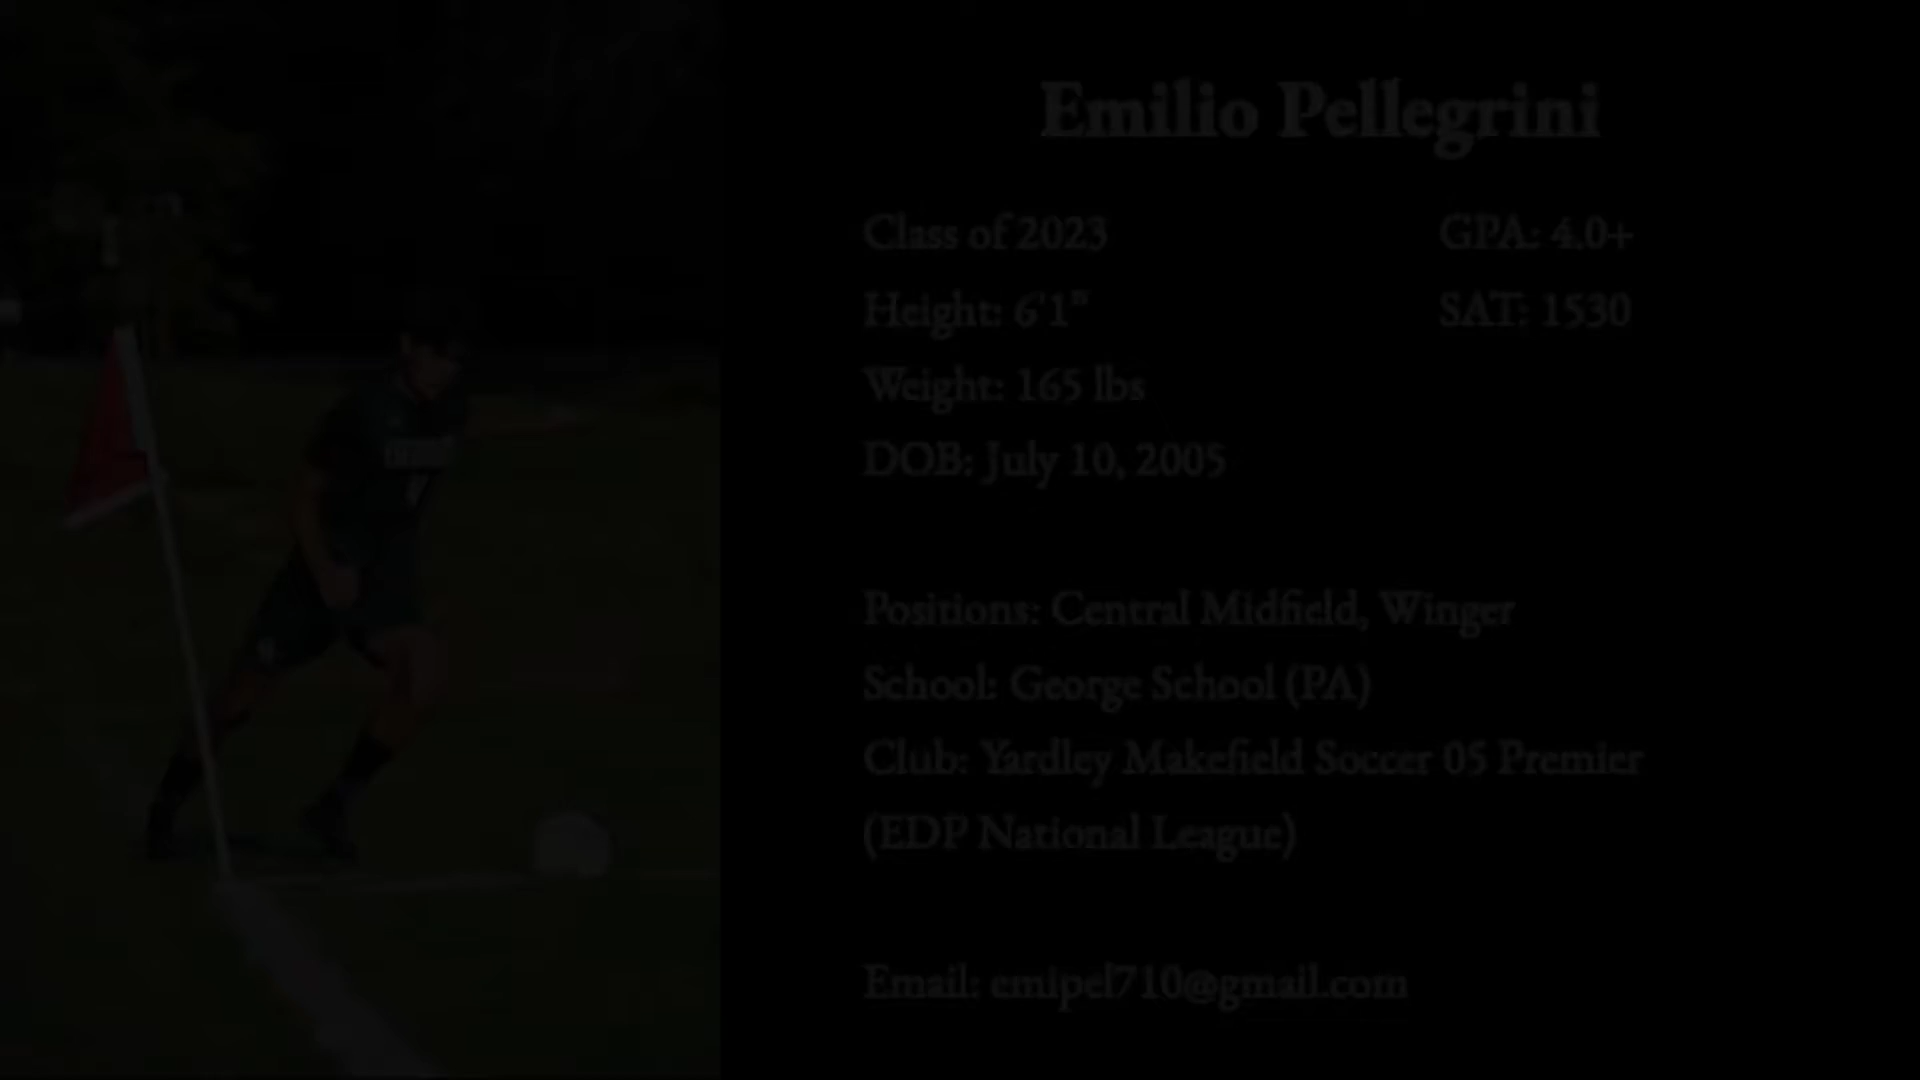 Emilio Pellegrini
Class of 2023
GPA: 4.0+
Height: 6'1"
SAT: 1530
Weight: 165 lbs
DOB: July 10, 2005
Positions: Central Midfield, Winger
School: George School (PA)
Club: Yardley Makefield Soccer 05 Premier
(EDP National League)
Email: emipel710@gmail.com